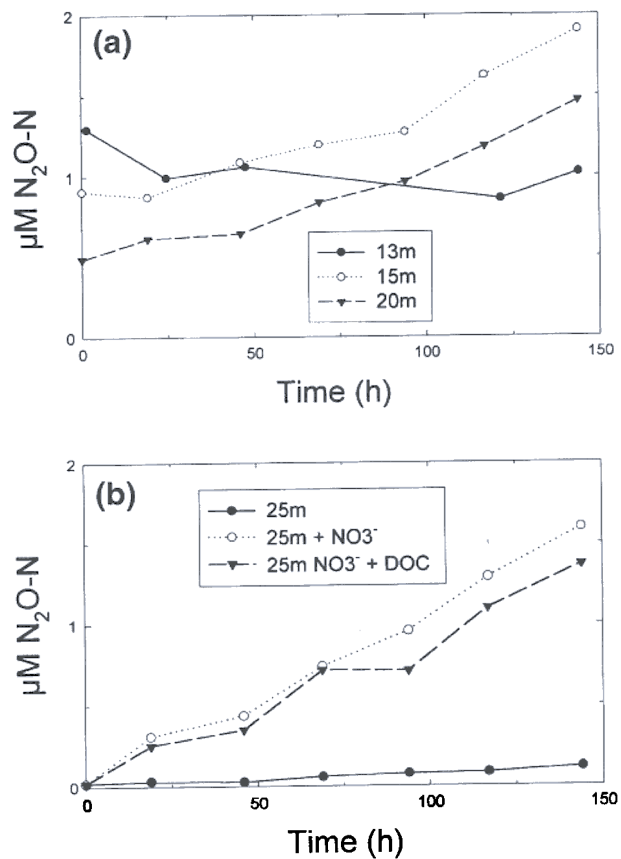 (a)
2
1
0
µM N₂O-N
13m
15m
20m
0 50 100 150
Time (h)
(b)
2
1
0
µM N₂O-N
25m
25m + NO3⁻
25m NO3⁻ + DOC
0 50 100 150
Time (h)